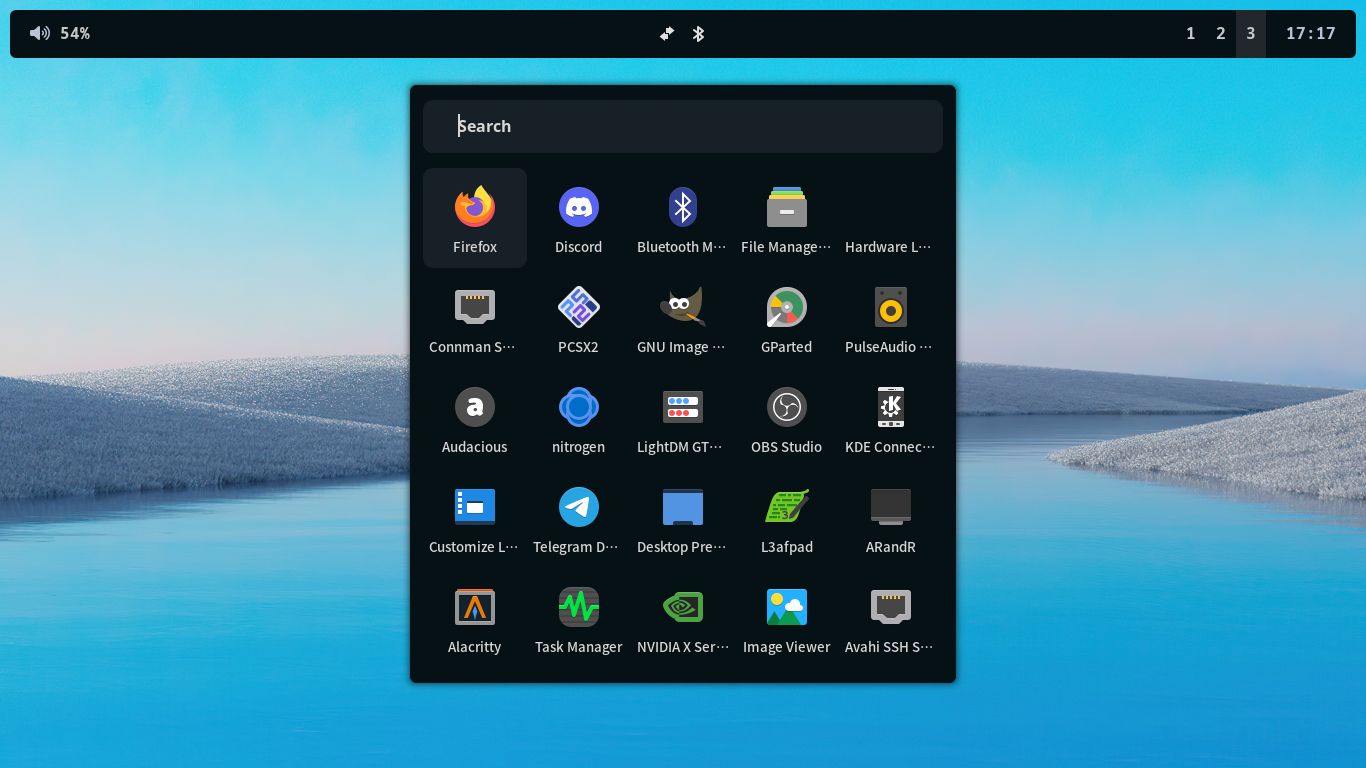 54%
1 2 3 17:17
Search
Firefox Discord Bluetooth M··· File Manage··· Hardware L···
Connman S··· PCSX2 GNU Image ··· GParted PulseAudio ···
Audacious nitrogen LightDM GT··· OBS Studio KDE Connec···
Customize L··· Telegram D··· Desktop Pre··· L3afpad ARandR
Alacritty Task Manager NVIDIA X Ser··· Image Viewer Avahi SSH S···